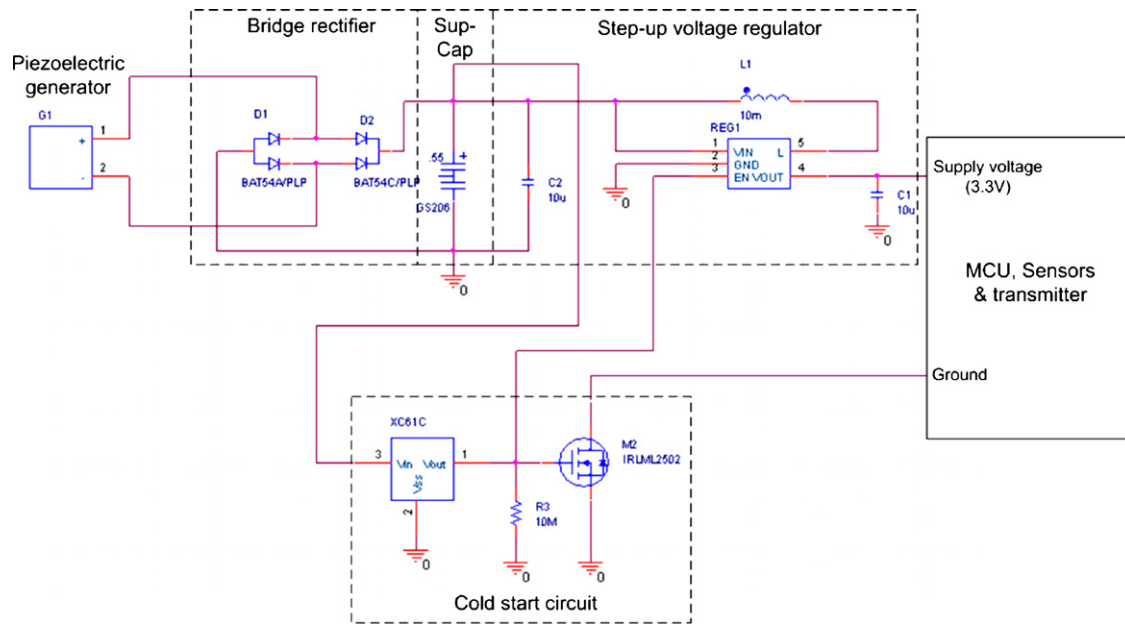 Bridge rectifier
Sup-
Cap
Step-up voltage regulator
Piezoelectric
generator
G1
+
-
1
2
D1
D2
BAT54A/PLP
BAT54C/PLP
.55
+
GS206
C2
10u
0
L1
10m
REG1
1
2
3
VIN
GND
EN
L
VOUT
5
4
0
C1
10u
0
Supply voltage
(3.3V)
MCU, Sensors
& transmitter
Ground
XC61C
3
Vin
Vout
Vss
1
2
0
R3
10M
0
M2
IRLML2502
0
Cold start circuit